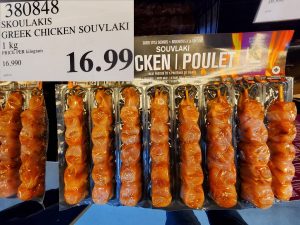 380848
SKOULAKIS
GREEK CHICKEN SOUVLAKI
1 kg
PRICE PER kilogram
16.990
16.99
SOUVLAKI
CKEN | POULET